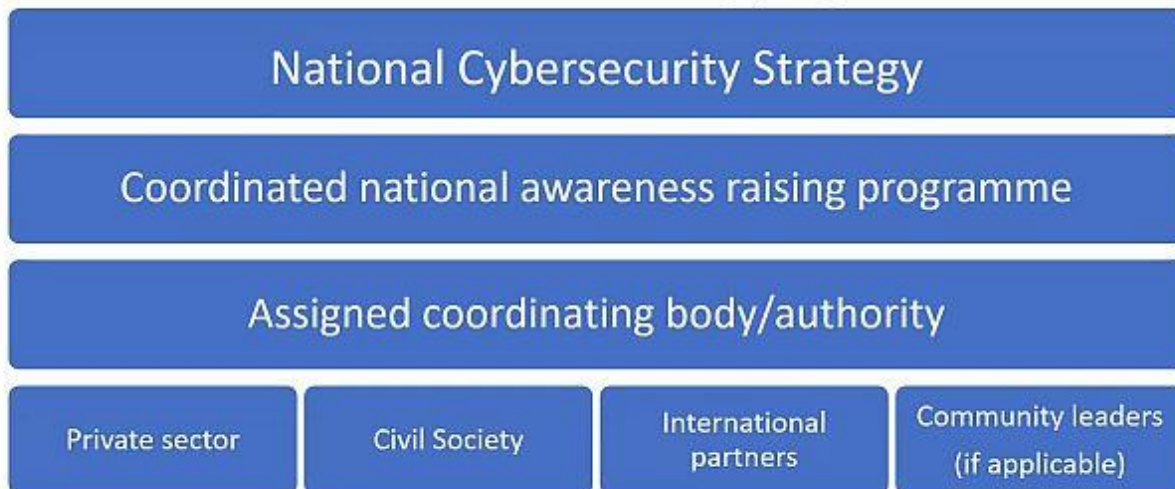 National Cybersecurity Strategy
Coordinated national awareness raising programme
Assigned coordinating body/authority
Private sector
Civil Society
International
partners
Community leaders
(if applicable)